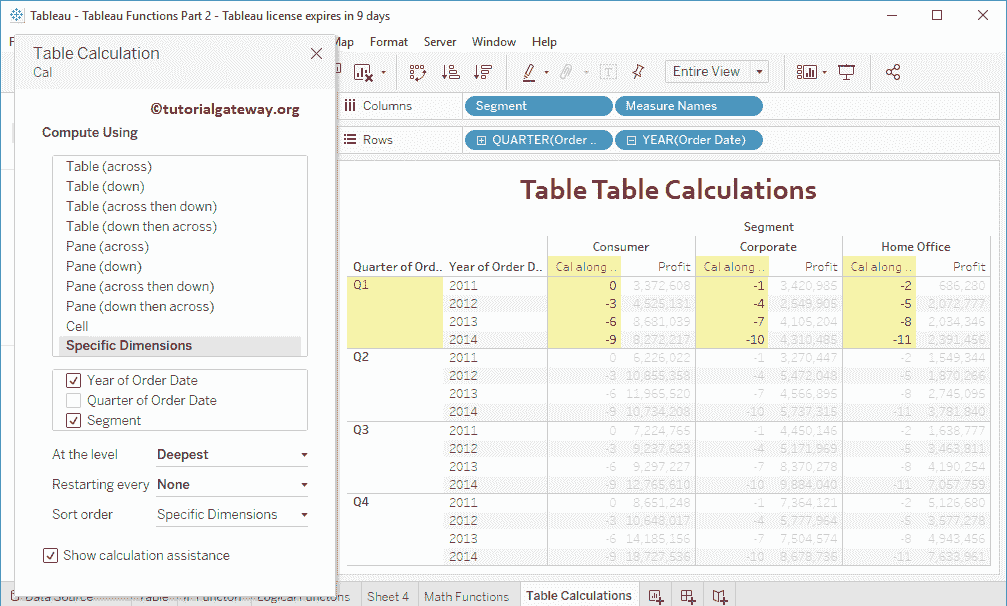 Tableau - Tableau Functions Part 2 - Tableau license expires in 9 days
Map Format Server Window Help
Table Calculation
Cal
©tutorialgateway.org
Compute Using
Table (across)
Table (down)
Table (across then down)
Table (down then across)
Pane (across)
Pane (down)
Pane (across then down)
Pane (down then across)
Cell
Specific Dimensions
Year of Order Date
Quarter of Order Date
Segment
At the level Deepest
Restarting every None
Sort order Specific Dimensions
Show calculation assistance
Entire View
Columns Segment Measure Names
Rows QUARTER(Order .. YEAR(Order Date)
Table Table Calculations
Segment
Consumer Corporate Home Office
Quarter of Ord.. Year of Order D.. Cal along .. Profit Cal along .. Profit Cal along .. Profit
Q1 2011 0 3,372,608 -1 3,420,985 -2 686,280
2012 -3 4,525,131 -4 2,549,905 -5 2,072,777
2013 -6 8,681,039 -7 4,105,204 -8 2,034,346
2014 -9 8,272,217 -10 4,310,485 -11 2,391,456
Q2 2011 0 6,226,022 -1 3,270,447 -2 1,549,344
2012 -3 10,855,358 -4 5,472,048 -5 1,870,266
2013 -6 11,965,520 -7 4,566,895 -8 2,745,095
2014 -9 10,734,208 -10 5,737,315 -11 3,781,840
Q3 2011 0 7,224,765 -1 4,450,146 -2 1,638,777
2012 -3 9,237,623 -4 5,171,969 -5 3,463,811
2013 -6 9,297,227 -7 8,370,278 -8 4,190,254
2014 -9 12,765,610 -10 9,884,040 -11 7,057,759
Q4 2011 0 8,651,248 -1 7,364,121 -2 5,126,680
2012 -3 10,648,017 -4 5,777,964 -5 3,577,278
2013 -6 14,185,156 -7 7,504,574 -8 4,943,456
2014 -9 18,727,536 -10 8,678,736 -11 7,633,961
Data Source Table Logical Functions Sheet 4 Math Functions Table Calculations